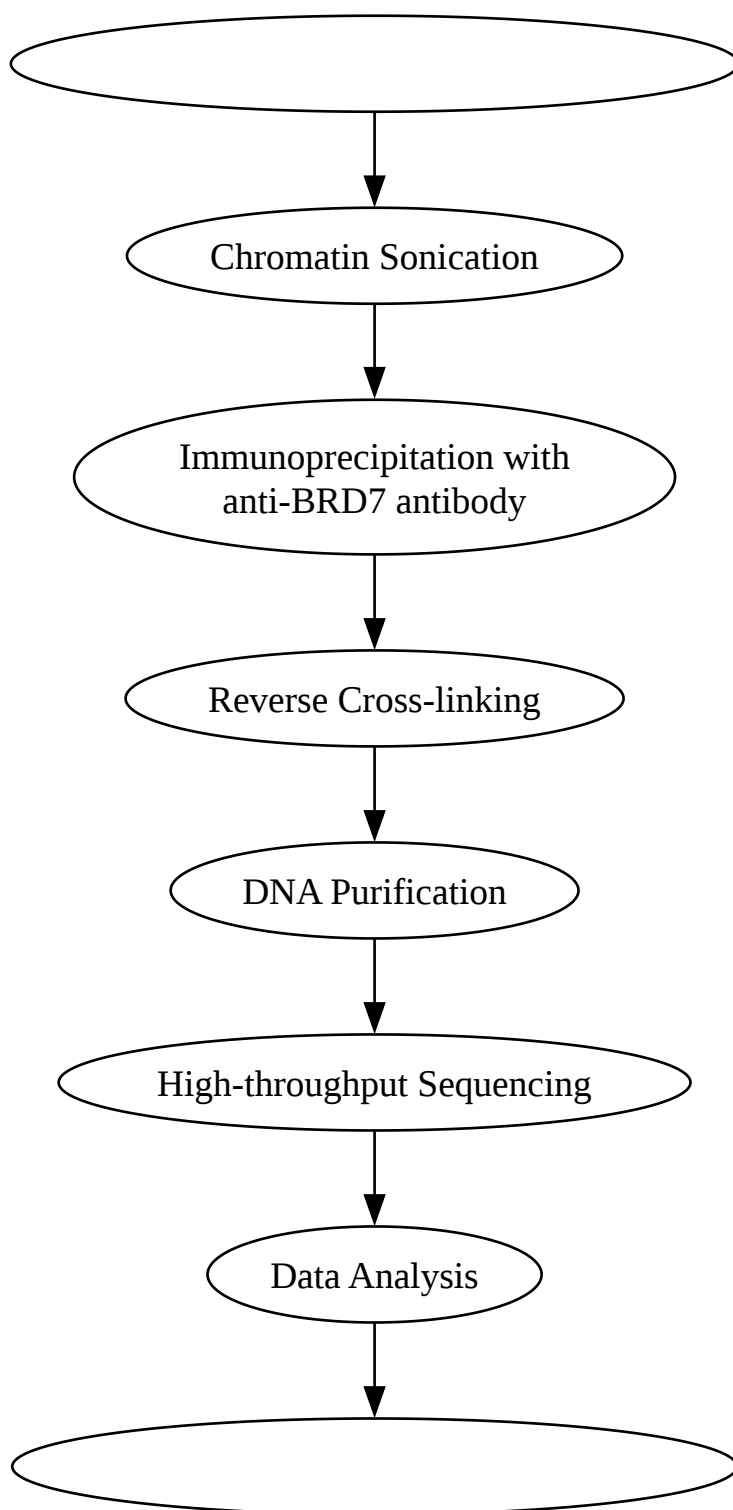 Chromatin Sonication
Immunoprecipitation with
anti-BRD7 antibody
Reverse Cross-linking
DNA Purification
High-throughput Sequencing
Data Analysis